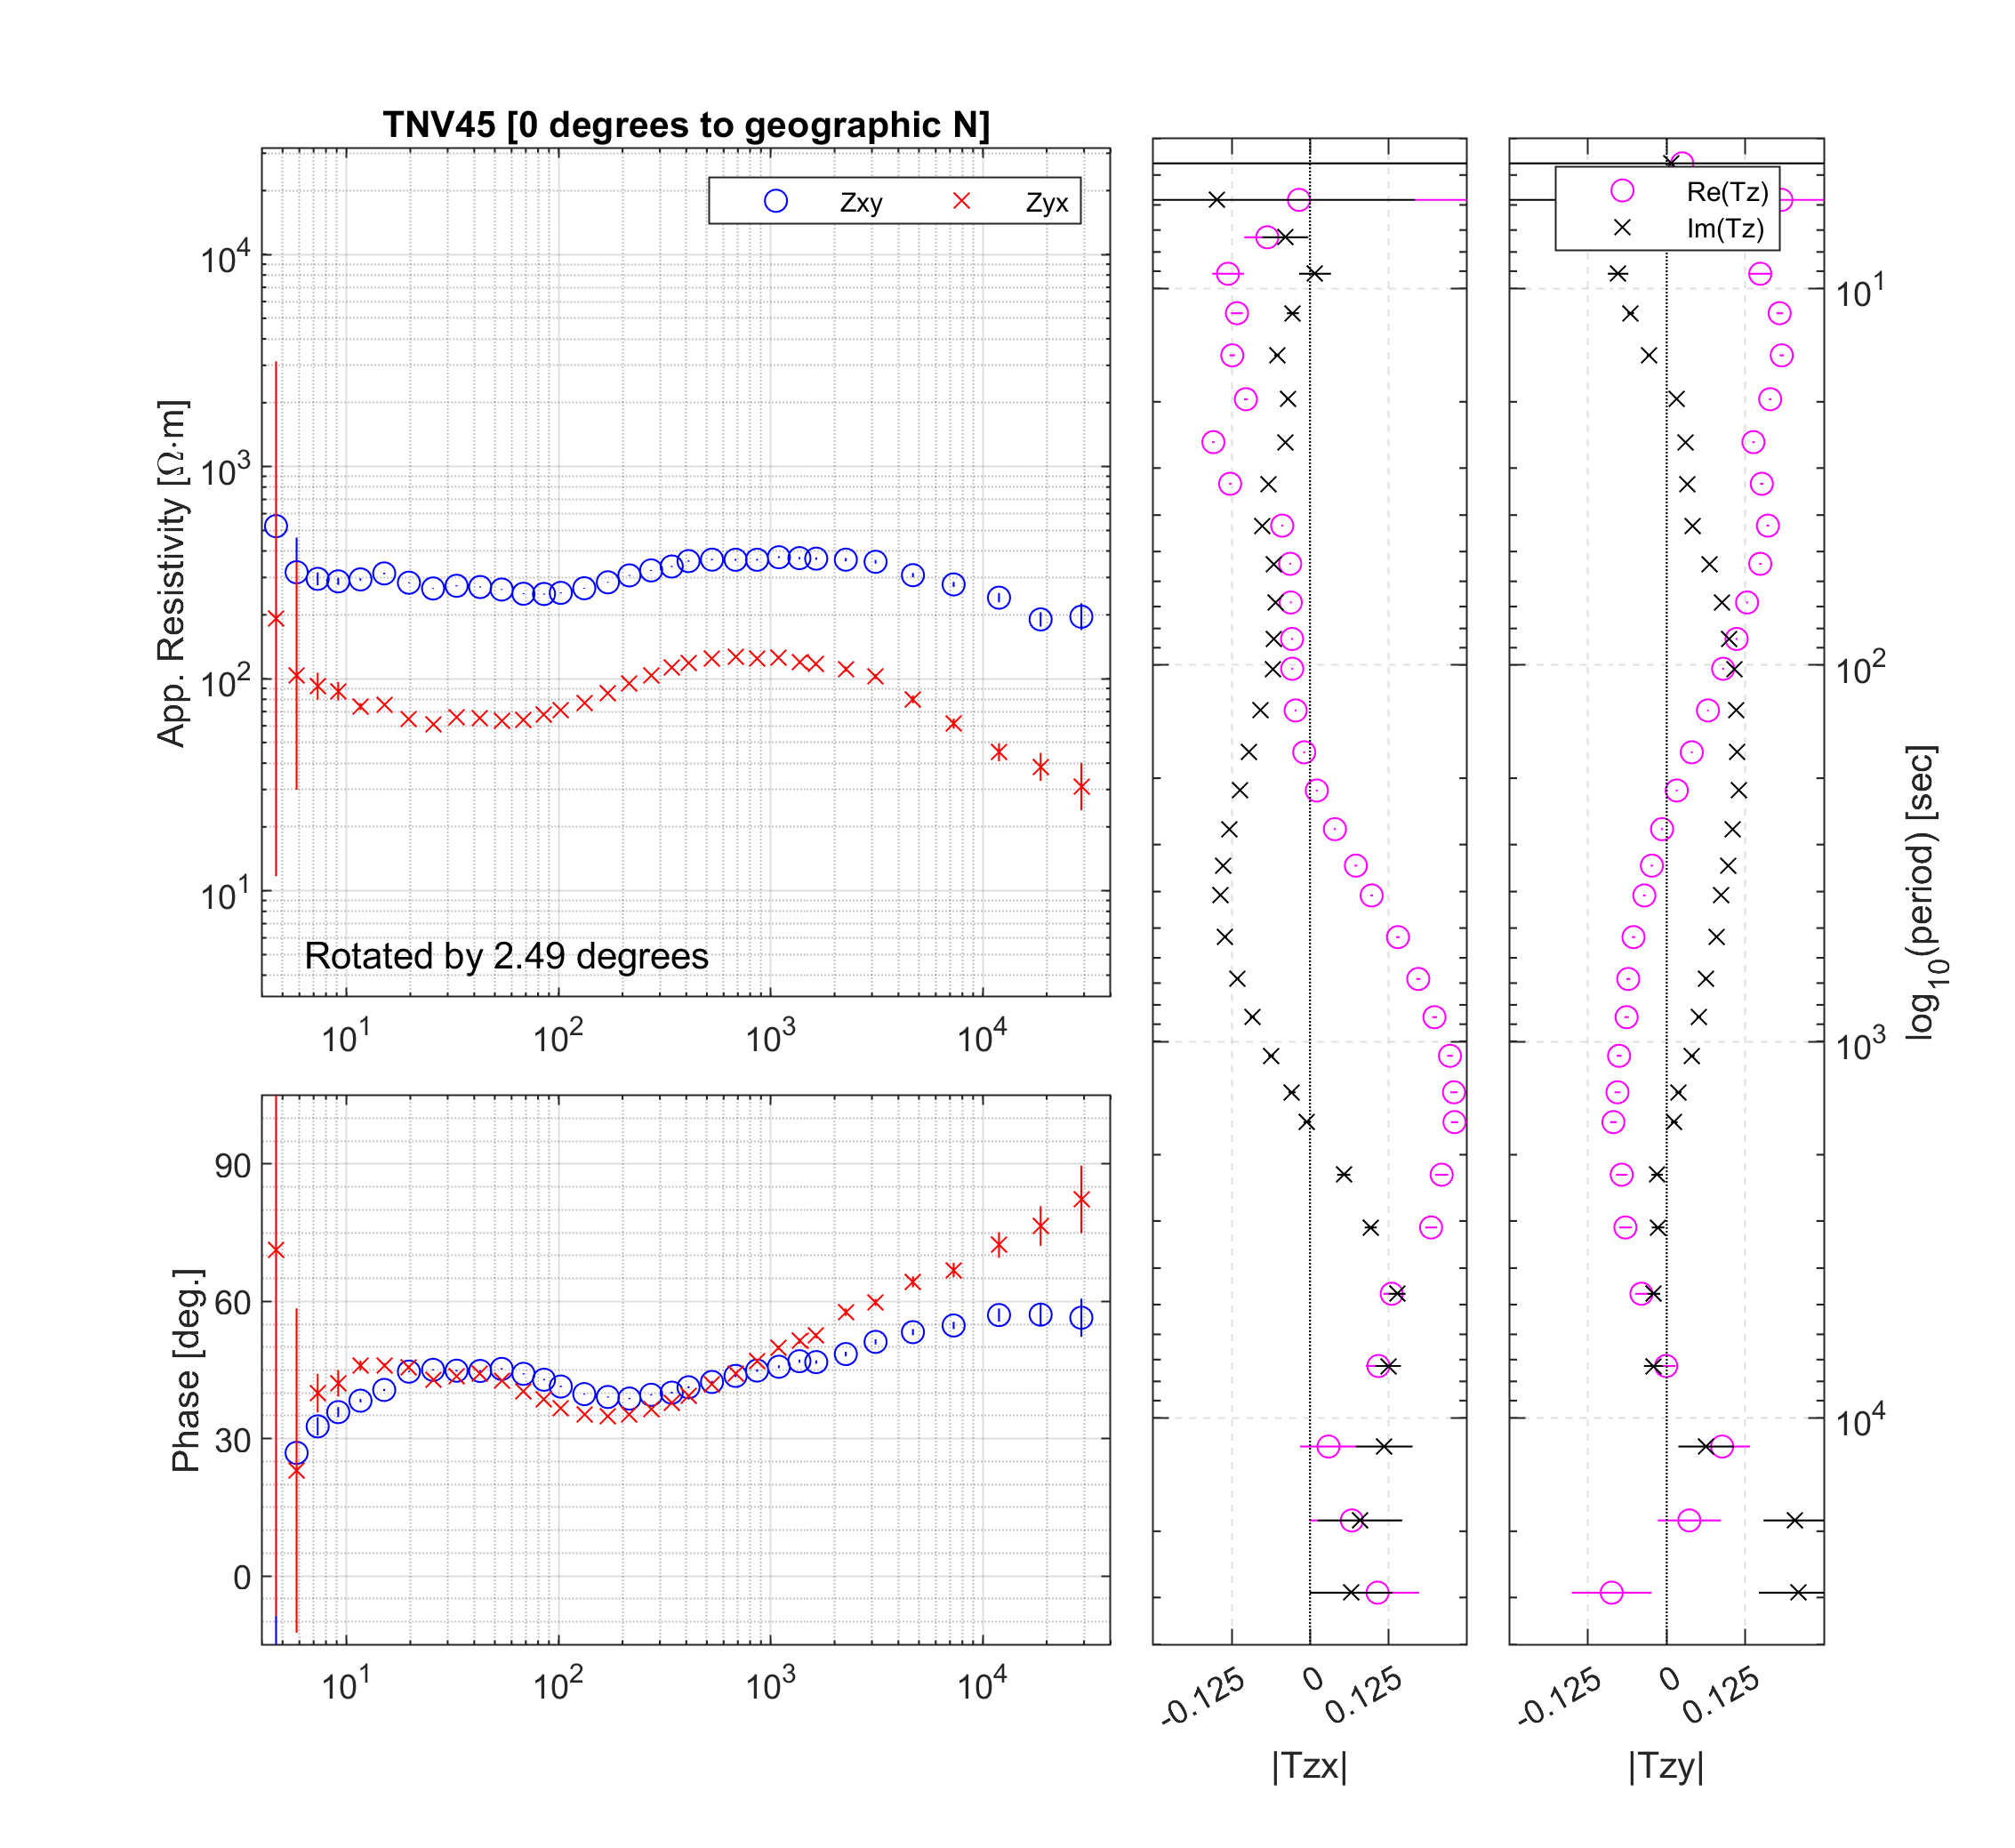 TNV45 [0 degrees to geographic N]
Zxy Zyx
App. Resistivity [Ω·m]
10^4
10^3
10^2
10^1
Rotated by 2.49 degrees
10^1 10^2 10^3 10^4
Phase [deg.]
90
60
30
0
10^1 10^2 10^3 10^4
-0.125 0 0.125
|Tzx|
Re(Tz)
Im(Tz)
-0.125 0 0.125
|Tzy|
10^1
10^2
10^3
10^4
log_10(period) [sec]